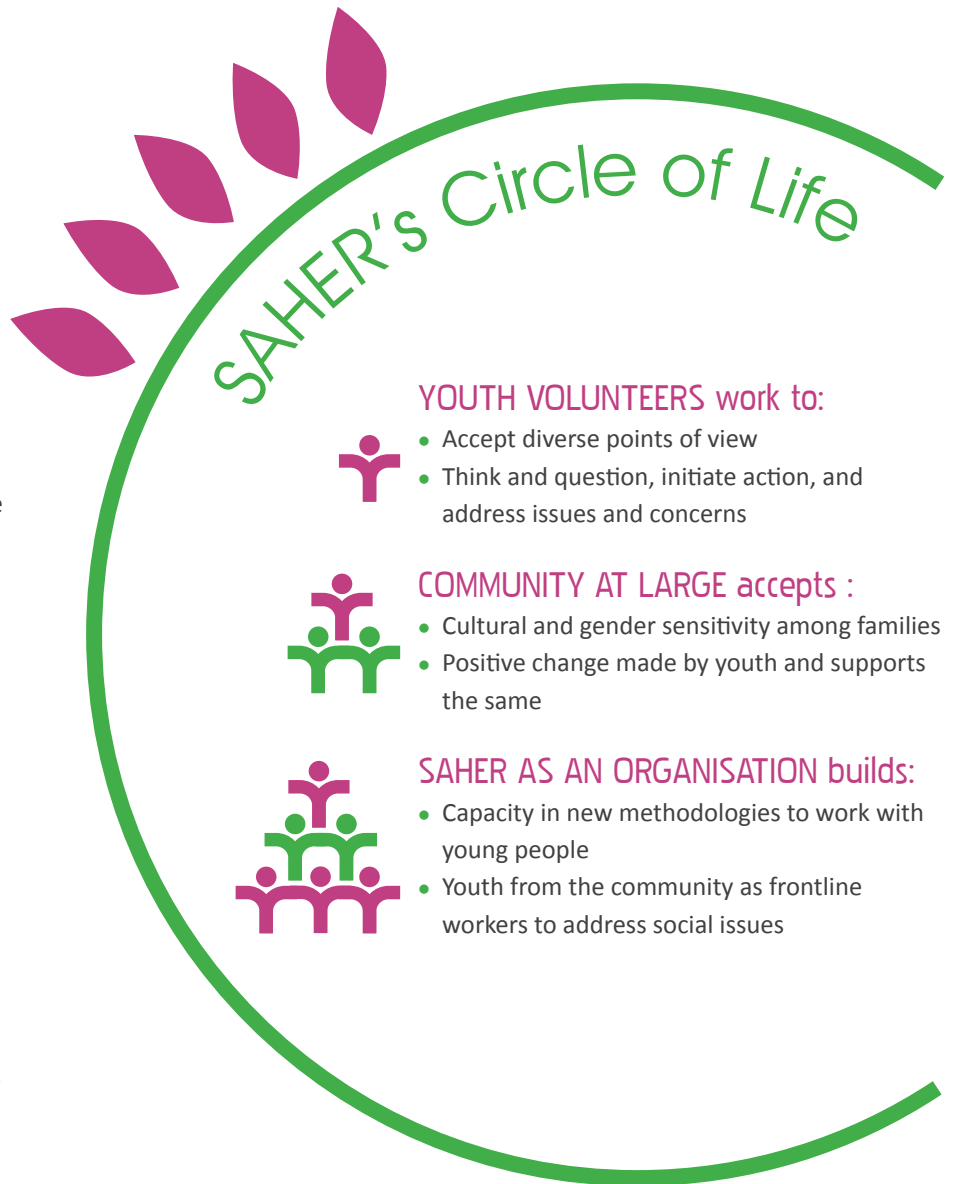 SAHER's Circle of Life
YOUTH VOLUNTEERS work to:
• Accept diverse points of view
• Think and question, initiate action, and
address issues and concerns
COMMUNITY AT LARGE accepts :
• Cultural and gender sensitivity among families
• Positive change made by youth and supports
the same
SAHER AS AN ORGANISATION builds:
• Capacity in new methodologies to work with
young people
• Youth from the community as frontline
workers to address social issues